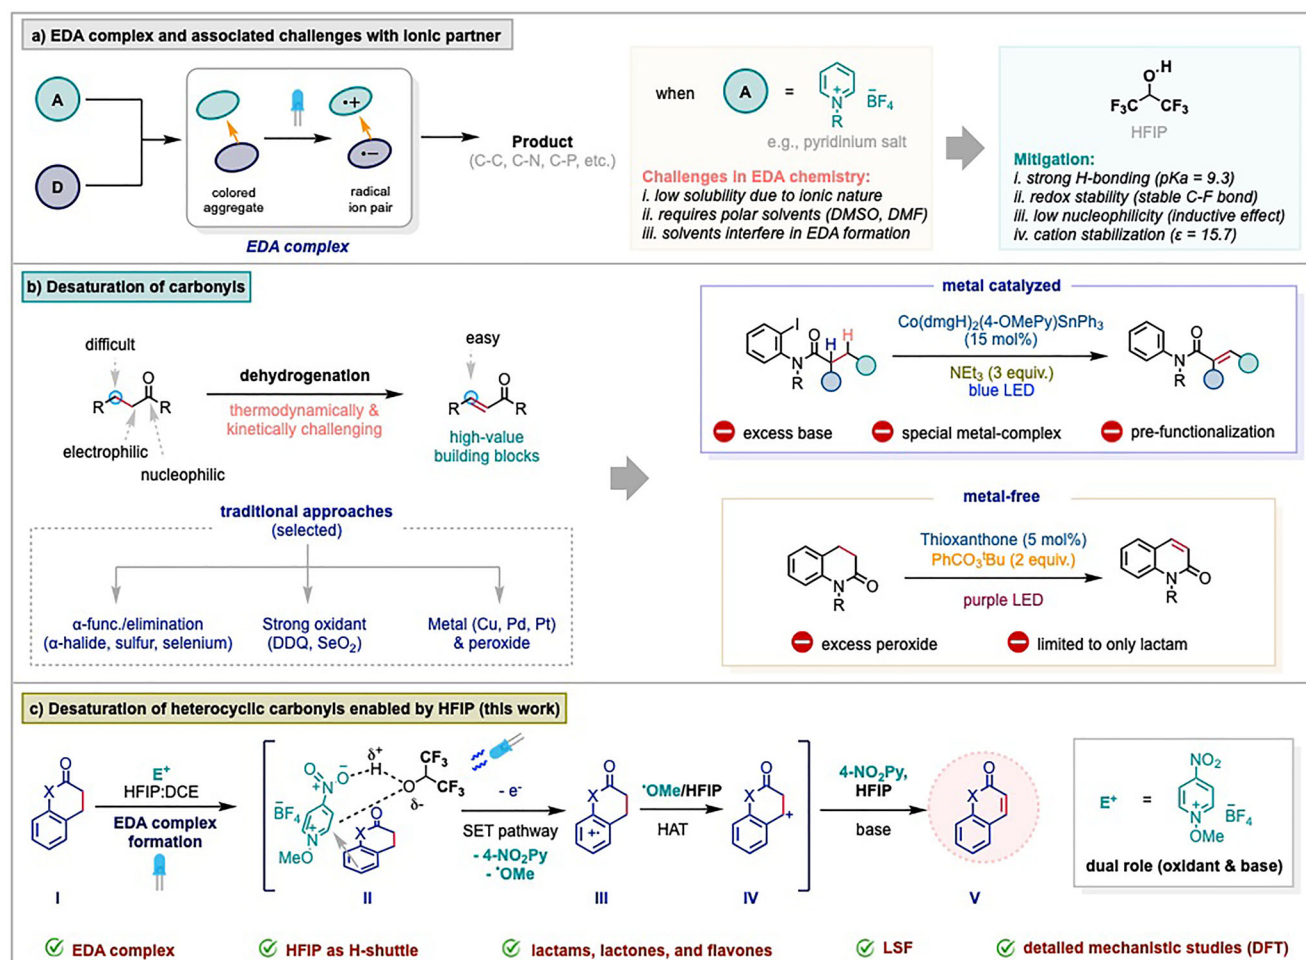 a) EDA complex and associated challenges with ionic partner
A
D
•+
•−
colored
aggregate
radical
ion pair
EDA complex
Product
(C-C, C-N, C-P, etc.)
when
A
=
N
+
R
BF4
−
e.g., pyridinium salt
Challenges in EDA chemistry:
i. low solubility due to ionic nature
ii. requires polar solvents (DMSO, DMF)
iii. solvents interfere in EDA formation
O
H
F3C
CF3
HFIP
Mitigation:
i. strong H-bonding (pKa = 9.3)
ii. redox stability (stable C-F bond)
iii. low nucleophilicity (inductive effect)
iv. cation stabilization (ε = 15.7)
b) Desaturation of carbonyls
difficult
O
R
R
electrophilic
nucleophilic
dehydrogenation
thermodynamically &
kinetically challenging
easy
O
R
R
high-value
building blocks
traditional approaches
(selected)
α-func./elimination
(α-halide, sulfur, selenium)
Strong oxidant
(DDQ, SeO2)
Metal (Cu, Pd, Pt)
& peroxide
metal catalyzed
I
O
H
H
N
R
Co(dmgH)2(4-OMePy)SnPh3
(15 mol%)
NEt3 (3 equiv.)
blue LED
O
N
R
excess base
special metal-complex
pre-functionalization
metal-free
N
O
R
Thioxanthone (5 mol%)
PhCO3tBu (2 equiv.)
purple LED
N
O
R
excess peroxide
limited to only lactam
c) Desaturation of heterocyclic carbonyls enabled by HFIP (this work)
O
X
I
E+
HFIP:DCE
EDA complex
formation
O
N
+
O
−
δ+
H
O
δ-
CF3
CF3
−
BF4
N
+
MeO
O
X
II
- e-
SET pathway
- 4-NO2Py
- •OMe
O
X
+•
III
•OMe/HFIP
HAT
O
X
+
IV
4-NO2Py,
HFIP
base
O
X
V
E+
=
NO2
N
+
OMe
−
BF4
dual role (oxidant & base)
EDA complex
HFIP as H-shuttle
lactams, lactones, and flavones
LSF
detailed mechanistic studies (DFT)